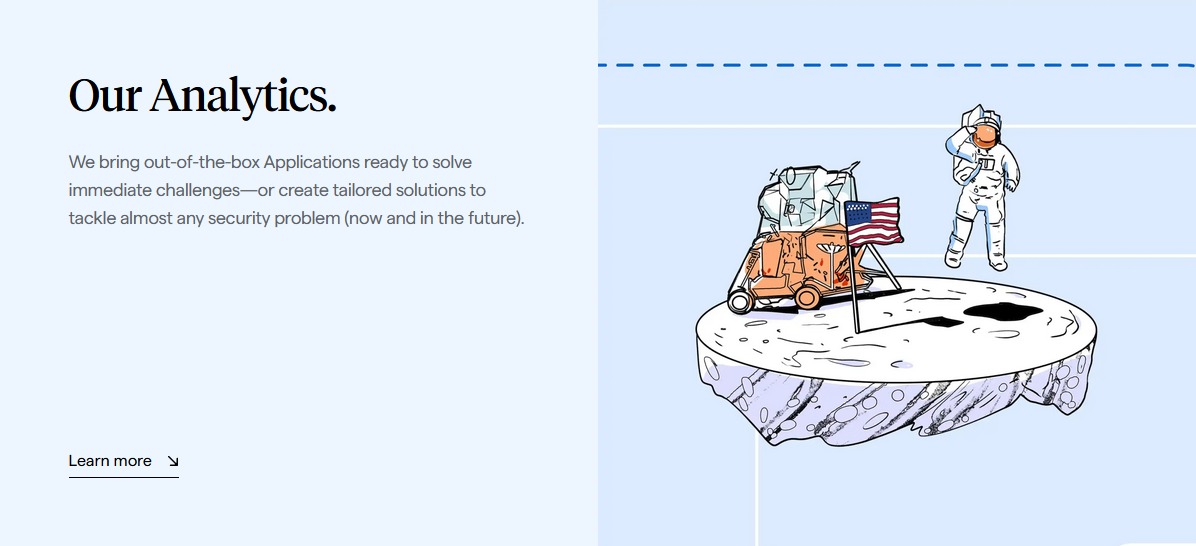 Our Analytics.
We bring out-of-the-box Applications ready to solve
immediate challenges—or create tailored solutions to
tackle almost any security problem (now and in the future).
Learn more